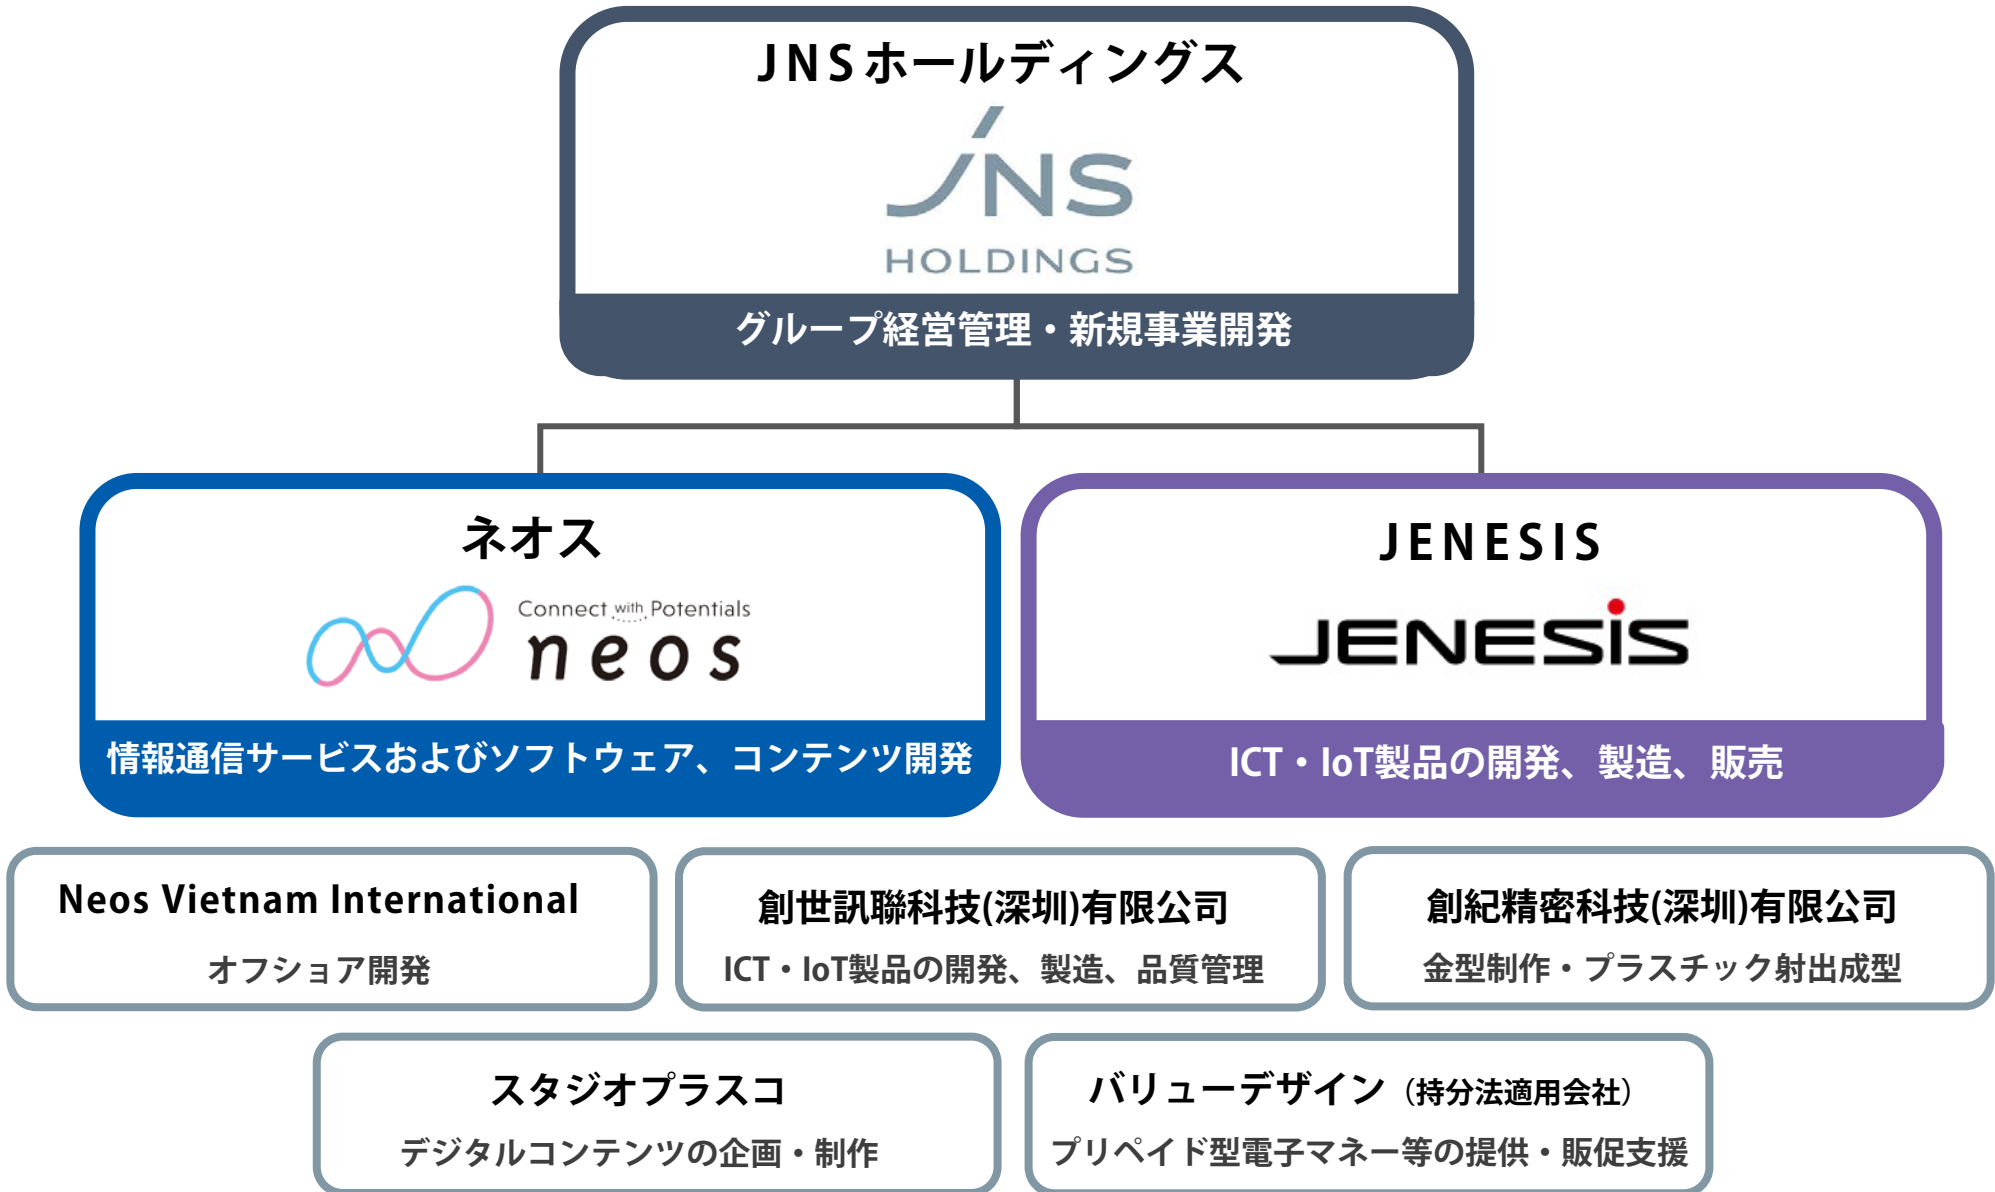 JNSホールディングス
JNS
HOLDINGS
グループ経営管理・新規事業開発
ネオス
Connect with Potentials
neos
情報通信サービスおよびソフトウェア、コンテンツ開発
JENESIS
JENESIS
ICT・IoT製品の開発、製造、販売
Neos Vietnam International
オフショア開発
創世訊聯科技(深圳)有限公司
ICT・IoT製品の開発、製造、品質管理
創紀精密科技(深圳)有限公司
金型制作・プラスチック射出成型
スタジオプラスコ
デジタルコンテンツの企画・制作
バリューデザイン（持分法適用会社）
プリペイド型電子マネー等の提供・販促支援